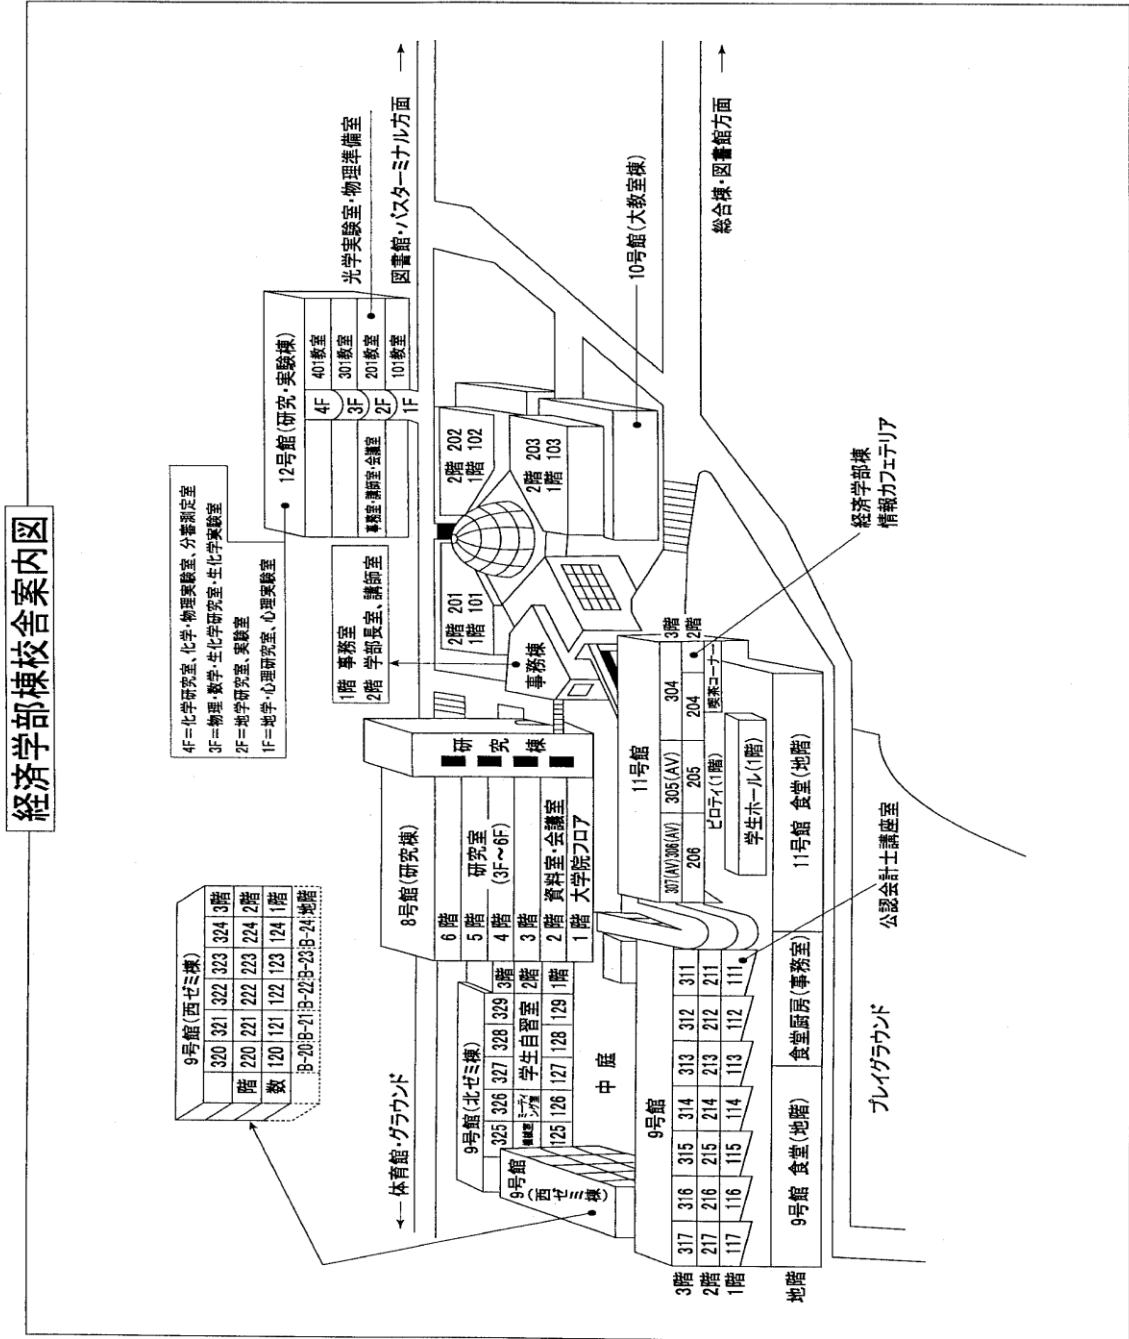 経済学部棟校舎案内図
9号館(西ゼミ棟)
320 321 322 323 324 3階
階 220 221 222 223 224 2階
数 120 121 122 123 124 1階
B-20 B-21 B-22 B-23 B-24 地階
4F=化学研究室、化学・物理実験室、分審測定室
3F=物理・数学・生化学研究室・生化学実験室
2F=地学研究室、実験室
1F=地学・心理研究室、心理実験室
12号館(研究・実験棟)
4F 401教室
3F 301教室
事務室・講師室・会議室 2F 201教室
1F 101教室
光学実験室・物理準備室
図書館・バスターミナル方面 →
← 体育館・グラウンド
1階 事務室
2階 学部長室、講師室
8号館(研究棟)
6階
5階 研究室
4階 (3F~6F)
3階
2階 資料室・会議室
1階 大学院フロア
研究棟
9号館(北ゼミ棟)
325 326 327 328 329 3階
機械室 ミーティング室 学生自習室 2階
125 126 127 128 129 1階
9号館
(西ゼミ棟)
中庭
事務棟
2階 201
1階 101
2階 202
1階 102
2階 203
1階 103
10号館(大教室棟)
総合棟・図書館方面 →
11号館
307(AV) 306(AV) 305(AV) 304 3階
206 205 204 2階
喫茶コーナ
ピロティ(1階)
学生ホール(1階)
11号館 食堂(地階)
経済学部棟
情報カフェテリア
9号館
3階 317 316 315 314 313 312 311
2階 217 216 215 214 213 212 211
1階 117 116 115 114 113 112 111
地階 9号館 食堂(地階) 食堂厨房(事務室)
公認会計士講座室
プレイグラウンド